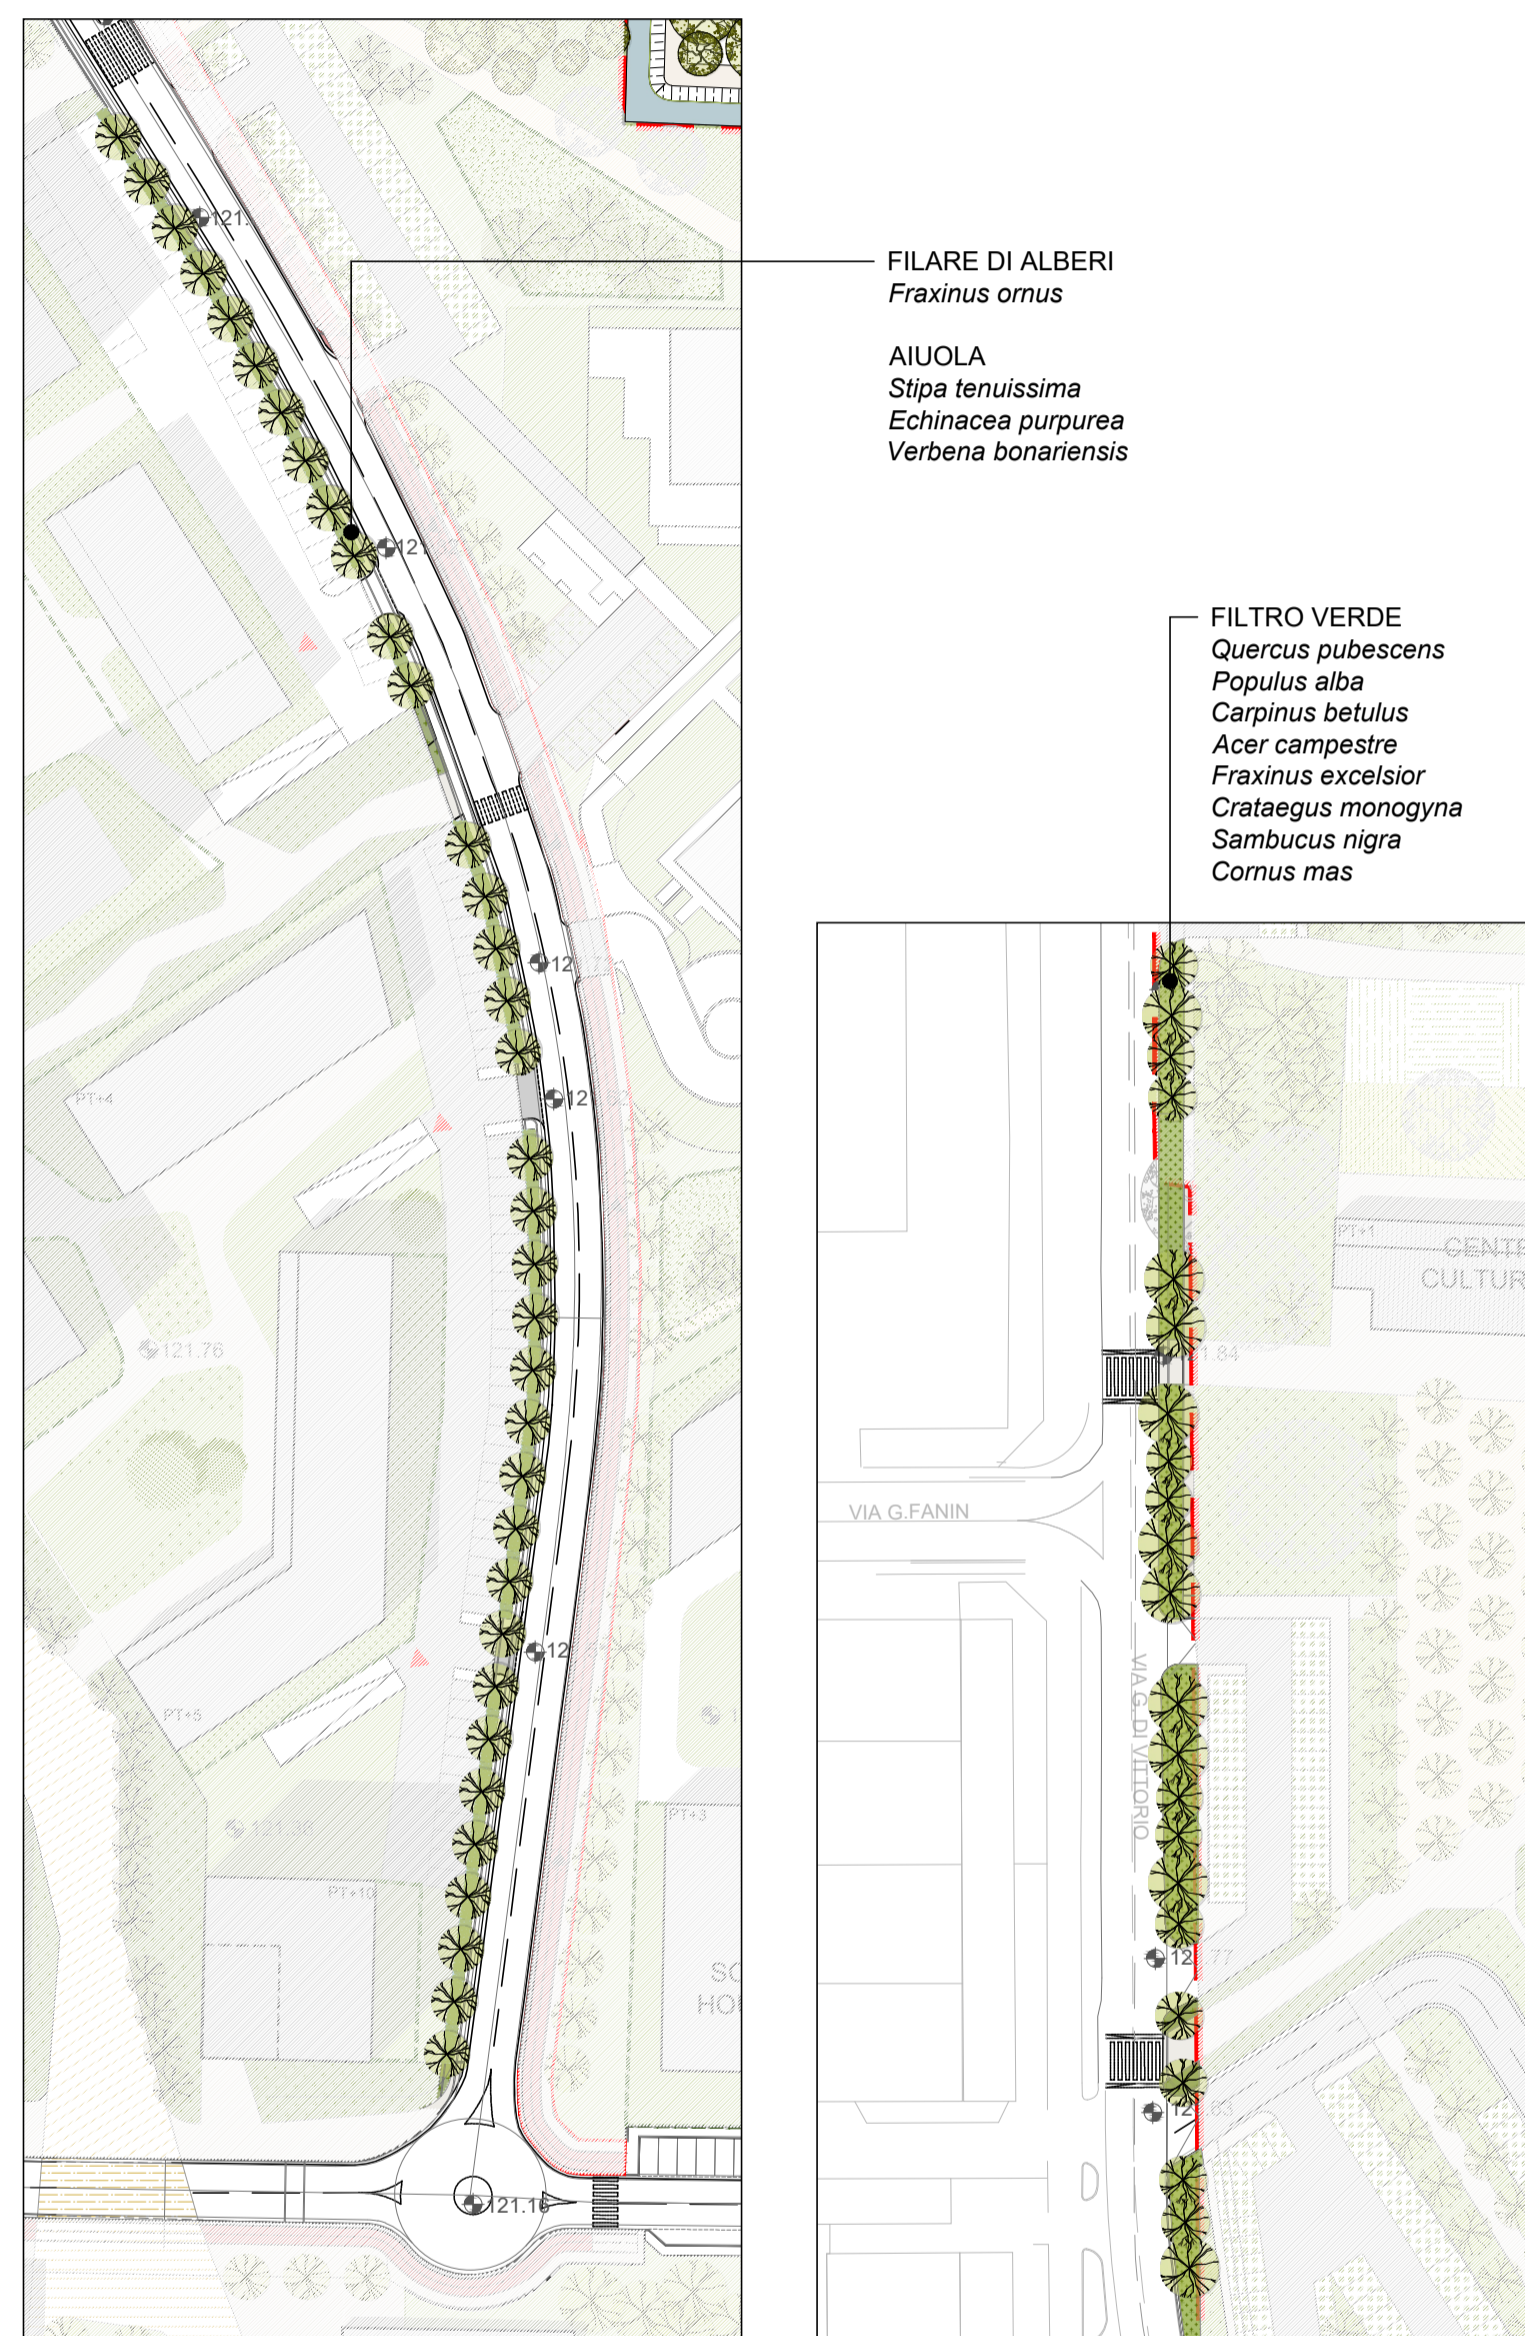 FILARE DI ALBERI
Fraxinus ornus
AIUOLA
Stipa tenuissima
Echinacea purpurea
Verbena bonariensis
FILTRO VERDE
Quercus pubescens
Populus alba
Carpinus betulus
Acer campestre
Fraxinus excelsior
Crataegus monogyna
Sambucus nigra
Cornus mas
PT+4
121.76
PT+5
PT+3
PT+10
121.16
PT+1
VIA G.FANIN
VIA G. DI VITTORIO